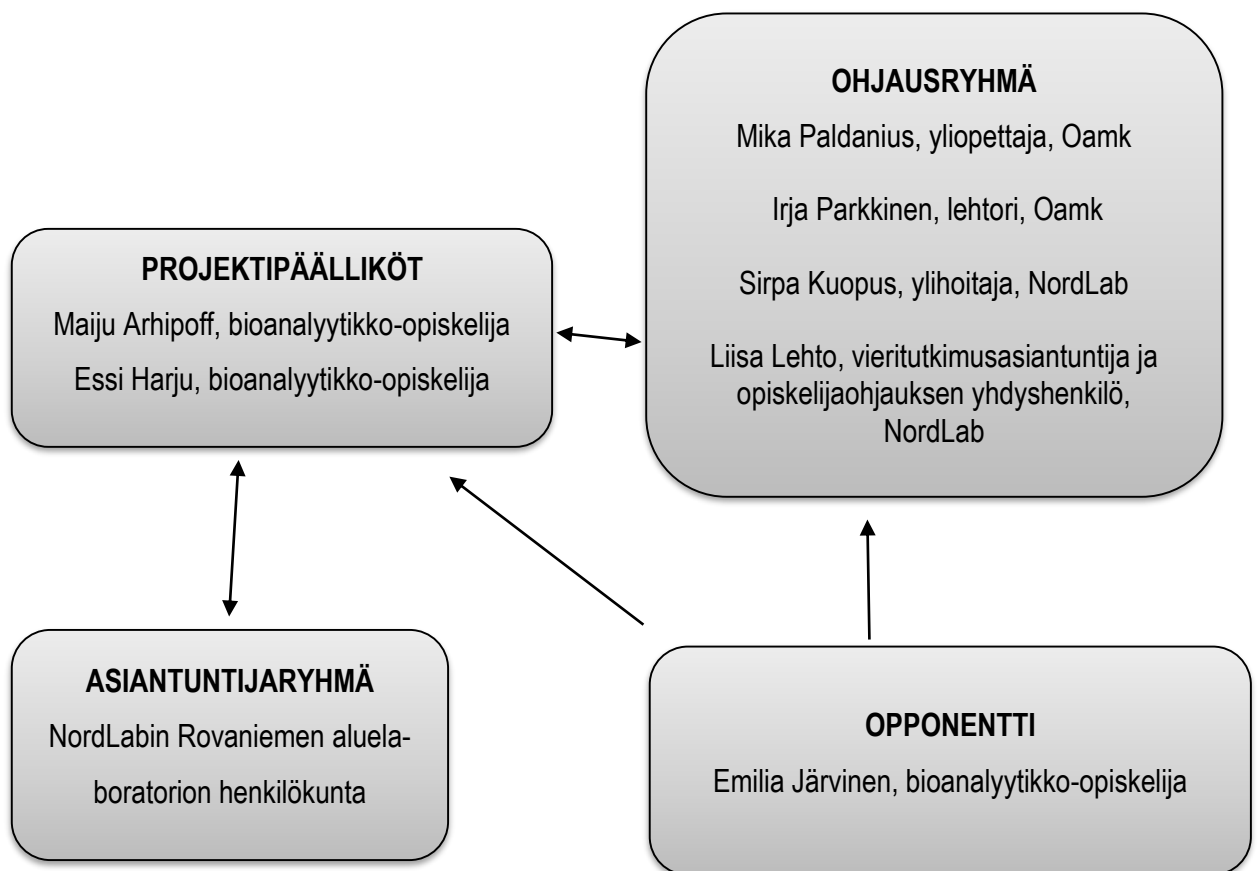 OHJAUSRYHMÄ
Mika Paldanius, yliopettaja, Oamk
Irja Parkkinen, lehtori, Oamk
Sirpa Kuopus, ylihoitaja, NordLab
Liisa Lehto, vieritutkimusasiantuntija ja
opiskelijaohjauksen yhdyshenkilö,
NordLab
PROJEKTIPÄÄLLIKÖT
Maiju Arhipoff, bioanalyytikko-opiskelija
Essi Harju, bioanalyytikko-opiskelija
ASIANTUNTIJARYHMÄ
NordLabin Rovaniemen aluela-
boratorion henkilökunta
OPPONENTTI
Emilia Järvinen, bioanalyytikko-opiskelija